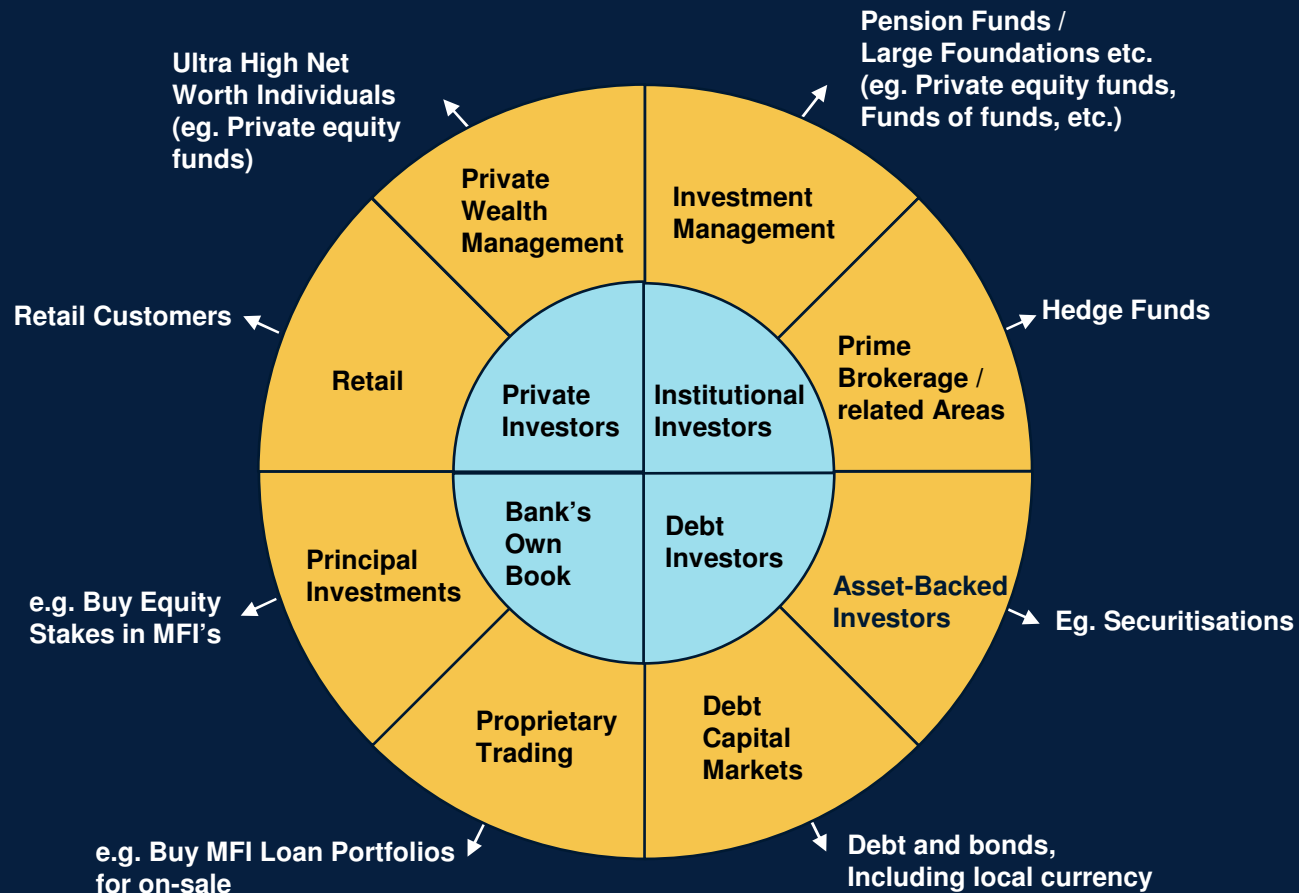 Pension Funds /
Large Foundations etc.
(eg. Private equity funds,
Funds of funds, etc.)
Ultra High Net
Worth Individuals
(eg. Private equity
funds)
Private
Wealth
Management
Investment
Management
Retail Customers
Hedge Funds
Retail
Prime
Brokerage /
related Areas
Private
Investors
Institutional
Investors
Bank’s
Own
Book
Debt
Investors
Principal
Investments
Asset-Backed
Investors
e.g. Buy Equity
Stakes in MFI’s
Eg. Securitisations
Proprietary
Trading
Debt
Capital
Markets
e.g. Buy MFI Loan Portfolios
for on-sale
Debt and bonds,
Including local currency